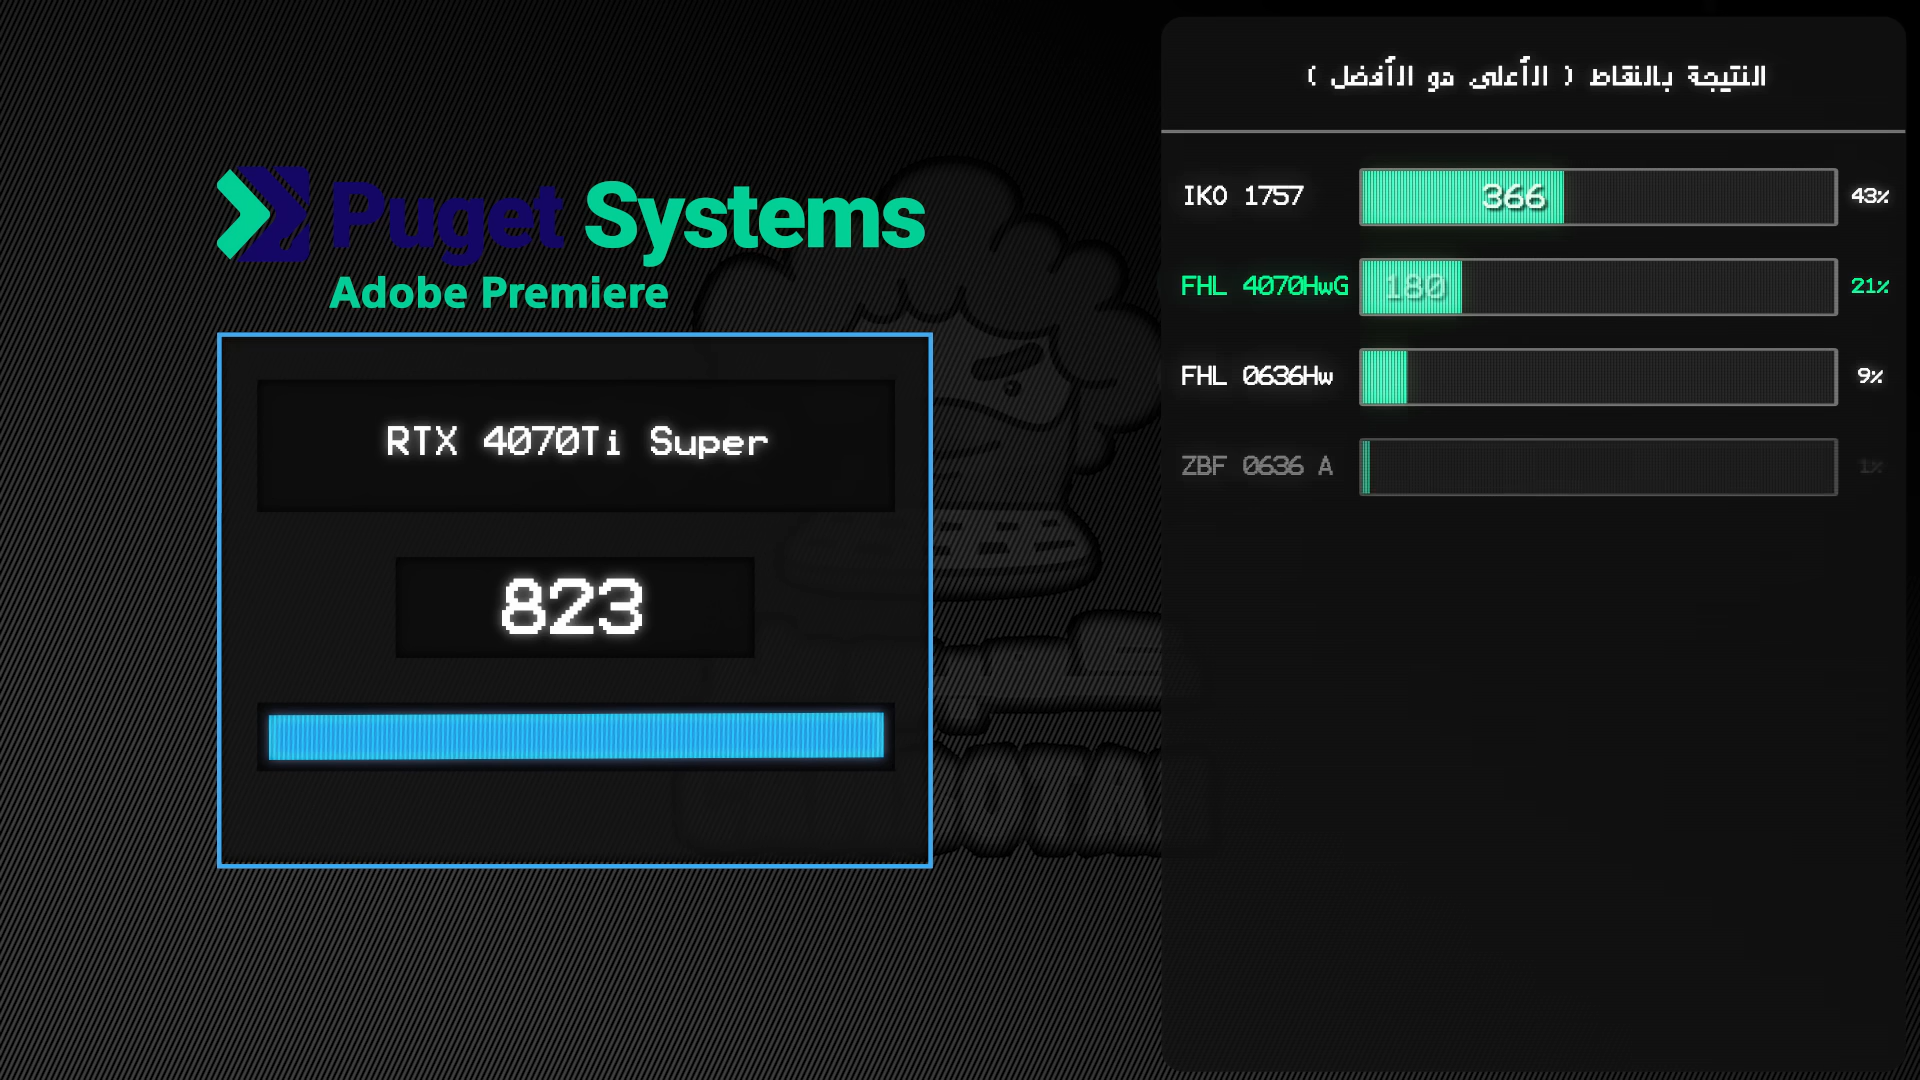 Puget Systems
Adobe Premiere
RTX 4070Ti Super
823
النتيجة بالنقاط ( الأعلى هو الأفضل )
IKO 1757 366 43%
FHL 4070HwG 180 21%
FHL 0636Hw 9%
ZBF 0636 A 1%